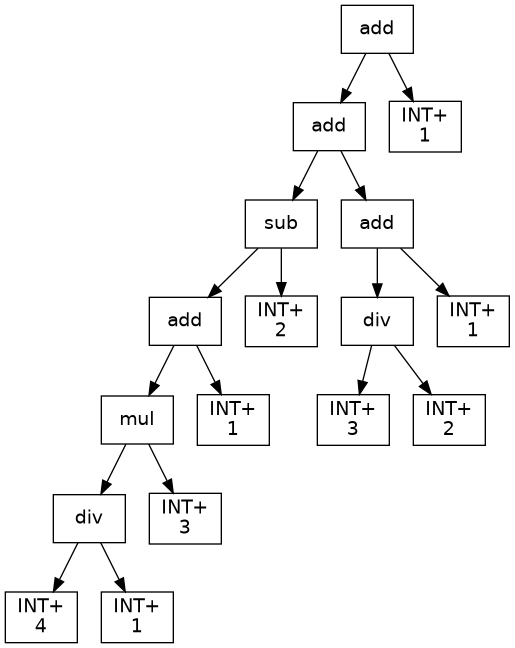 add
add
INT+
1
sub
add
add
INT+
2
div
INT+
1
mul
INT+
1
INT+
3
INT+
2
div
INT+
3
INT+
4
INT+
1